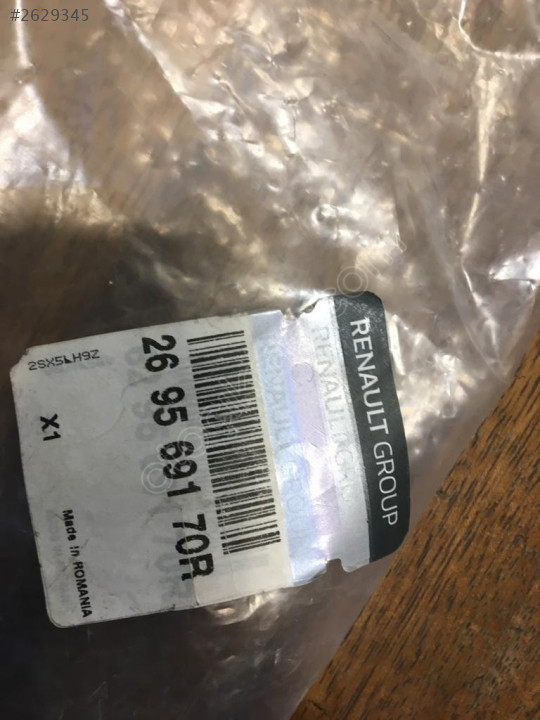 #2629345
RENAULT GROUP
26 95 691 70R
2SX5LH9Z
X1
Made in ROMANIA